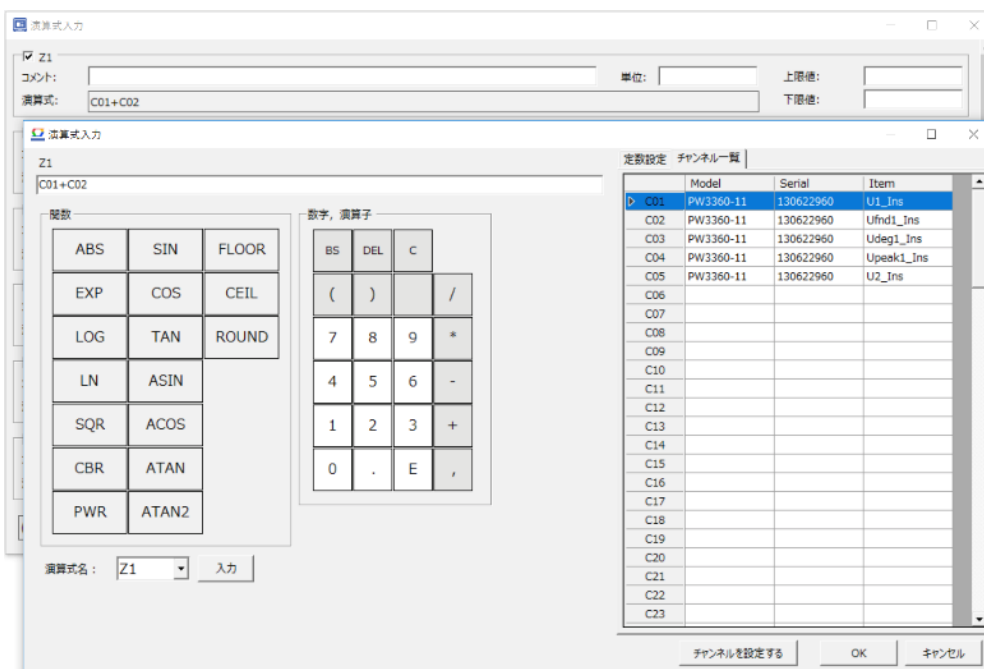 演算式入力
Z1
コメント: 単位: 上限値:
演算式: C01+C02 下限値:
演算式入力
Z1
定数設定 チャンネル一覧
C01+C02
Model Serial Item
C01 PW3360-11 130622960 U1_Ins
C02 PW3360-11 130622960 Ufnd1_Ins
C03 PW3360-11 130622960 Udeg1_Ins
C04 PW3360-11 130622960 Upeak1_Ins
C05 PW3360-11 130622960 U2_Ins
C06
C07
C08
C09
C10
C11
C12
C13
C14
C15
C16
C17
C18
C19
C20
C21
C22
C23
関数
ABS SIN FLOOR
EXP COS CEIL
LOG TAN ROUND
LN ASIN
SQR ACOS
CBR ATAN
PWR ATAN2
数字, 演算子
BS DEL C
( ) /
7 8 9 *
4 5 6 -
1 2 3 +
0 . E ,
演算式名: Z1 入力
チャンネルを設定する OK キャンセル